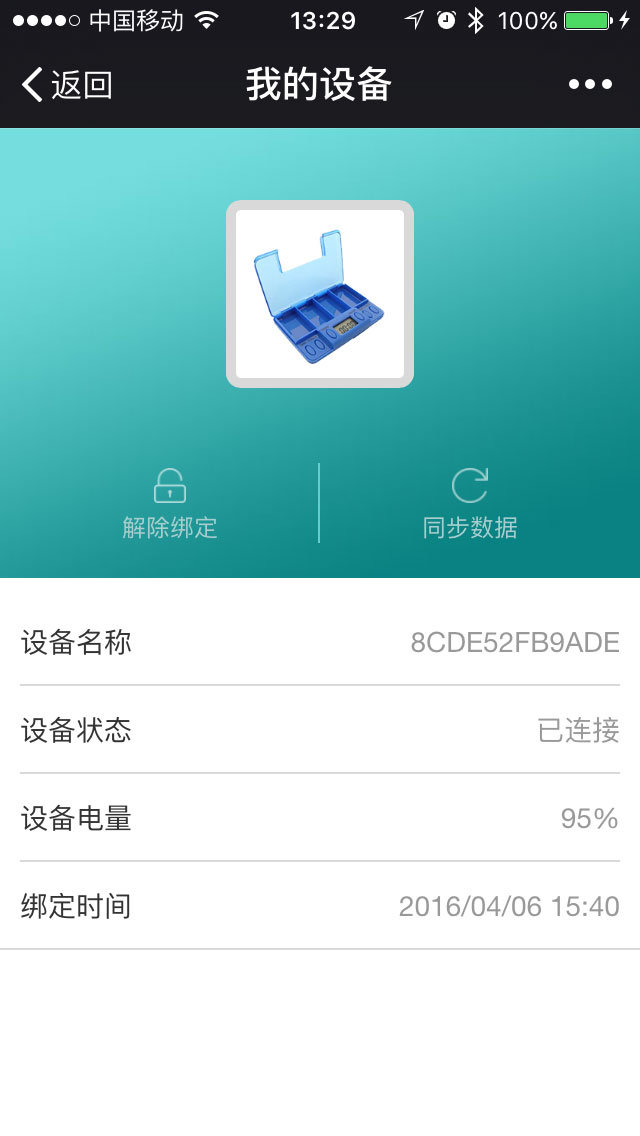 中国移动 13:29 100%
返回 我的设备
解除绑定 同步数据
设备名称 8CDE52FB9ADE
设备状态 已连接
设备电量 95%
绑定时间 2016/04/06 15:40